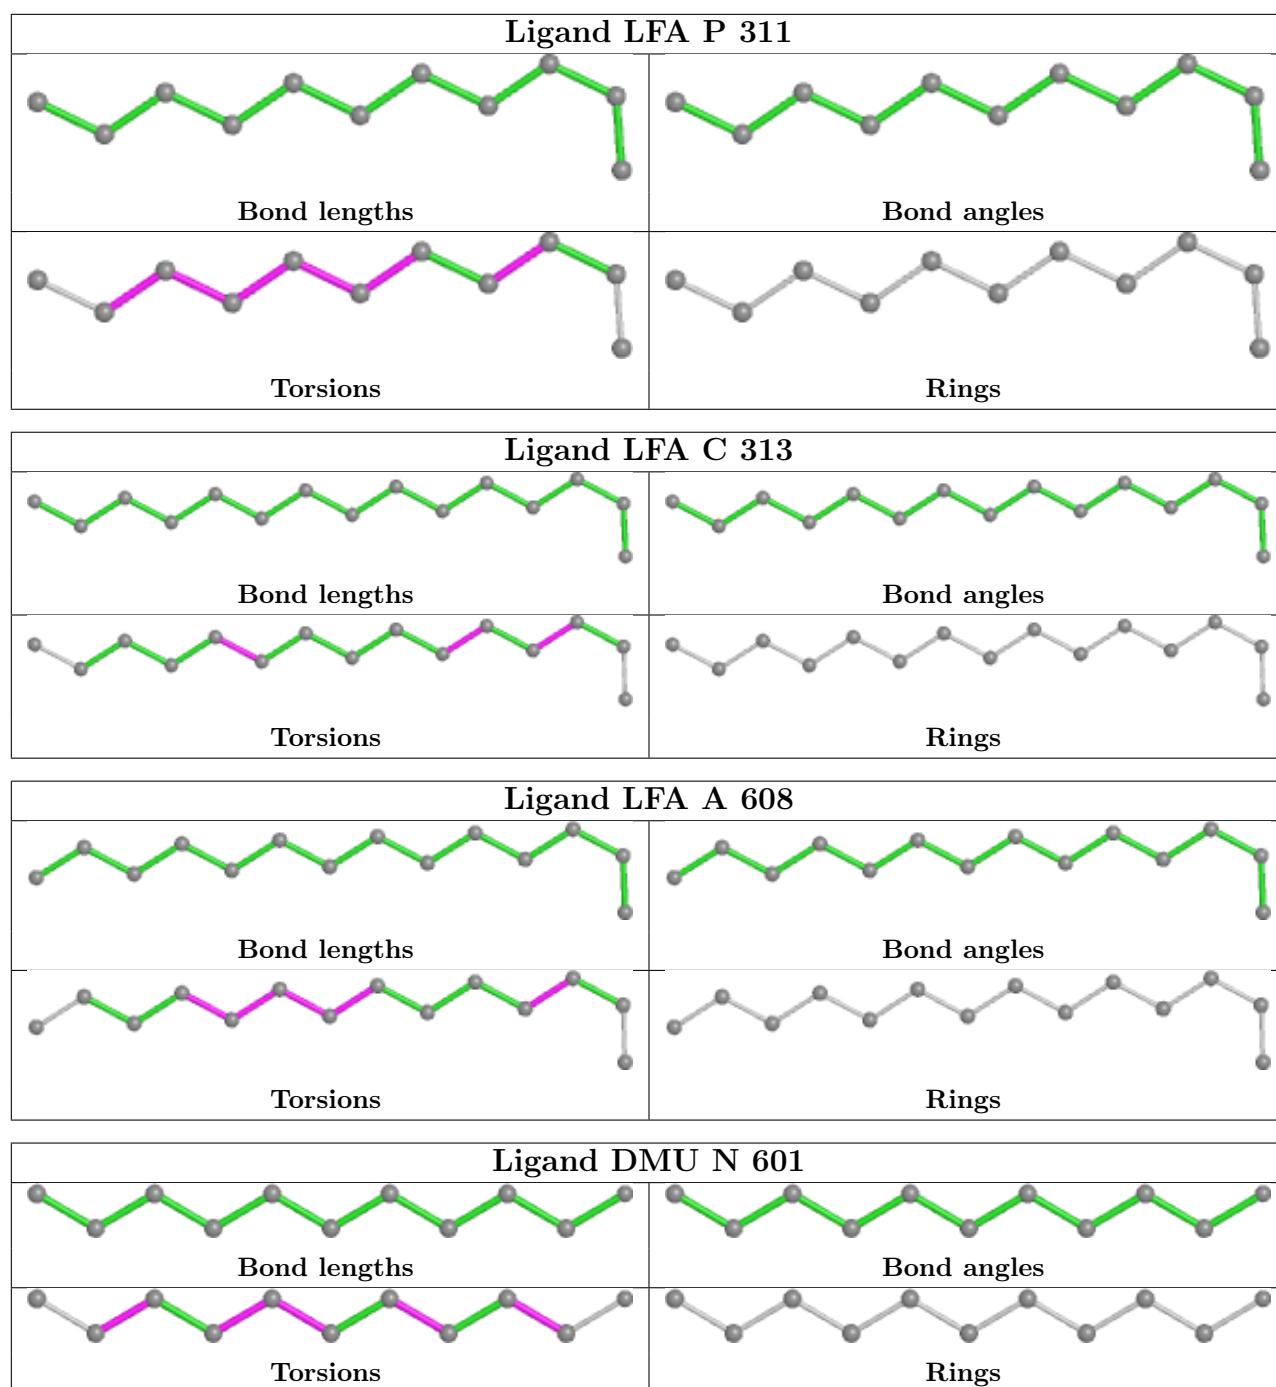 Ligand LFA P 311
Bond lengths Bond angles
Torsions Rings
Ligand LFA C 313
Bond lengths Bond angles
Torsions Rings
Ligand LFA A 608
Bond lengths Bond angles
Torsions Rings
Ligand DMU N 601
Bond lengths Bond angles
Torsions Rings